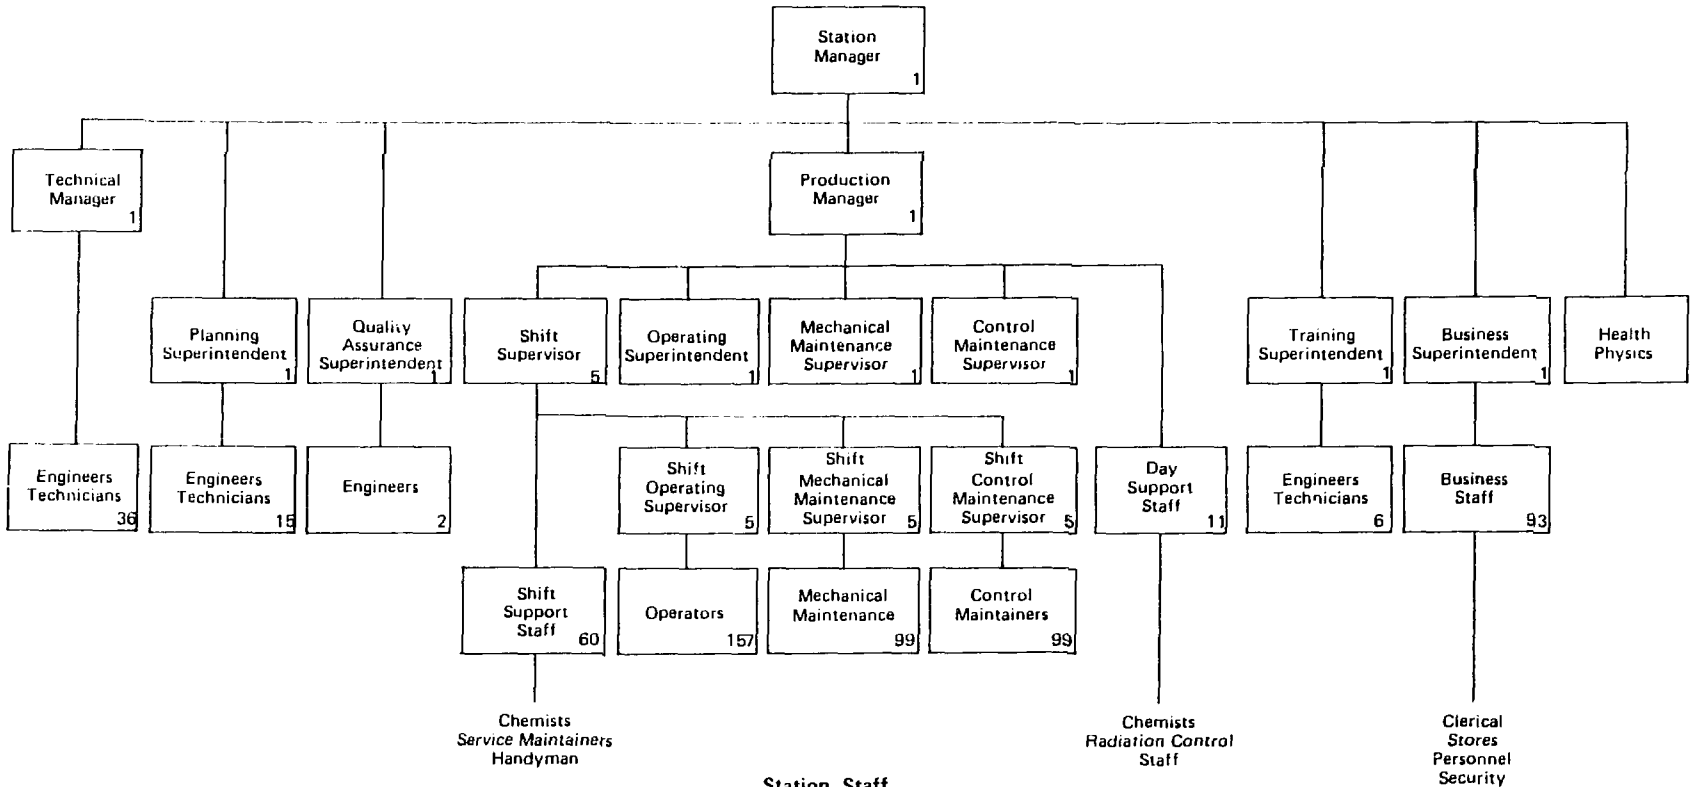 Station
Manager
1
Technical
Manager
1
Production
Manager
1
Planning
Superintendent
1
Quality
Assurance
Superintendent
1
Shift
Supervisor
5
Operating
Superintendent
1
Mechanical
Maintenance
Supervisor
1
Control
Maintenance
Supervisor
1
Training
Superintendent
1
Business
Superintendent
1
Health
Physics
Engineers
Technicians
36
Engineers
Technicians
15
Engineers
2
Shift
Operating
Supervisor
5
Shift
Mechanical
Maintenance
Supervisor
5
Shift
Control
Maintenance
Supervisor
5
Day
Support
Staff
11
Engineers
Technicians
6
Business
Staff
93
Shift
Support
Staff
60
Operators
157
Mechanical
Maintenance
99
Control
Maintainers
99
Chemists
Service Maintainers
Handyman
Chemists
Radiation Control
Staff
Clerical
Stores
Personnel
Security
Station Staff